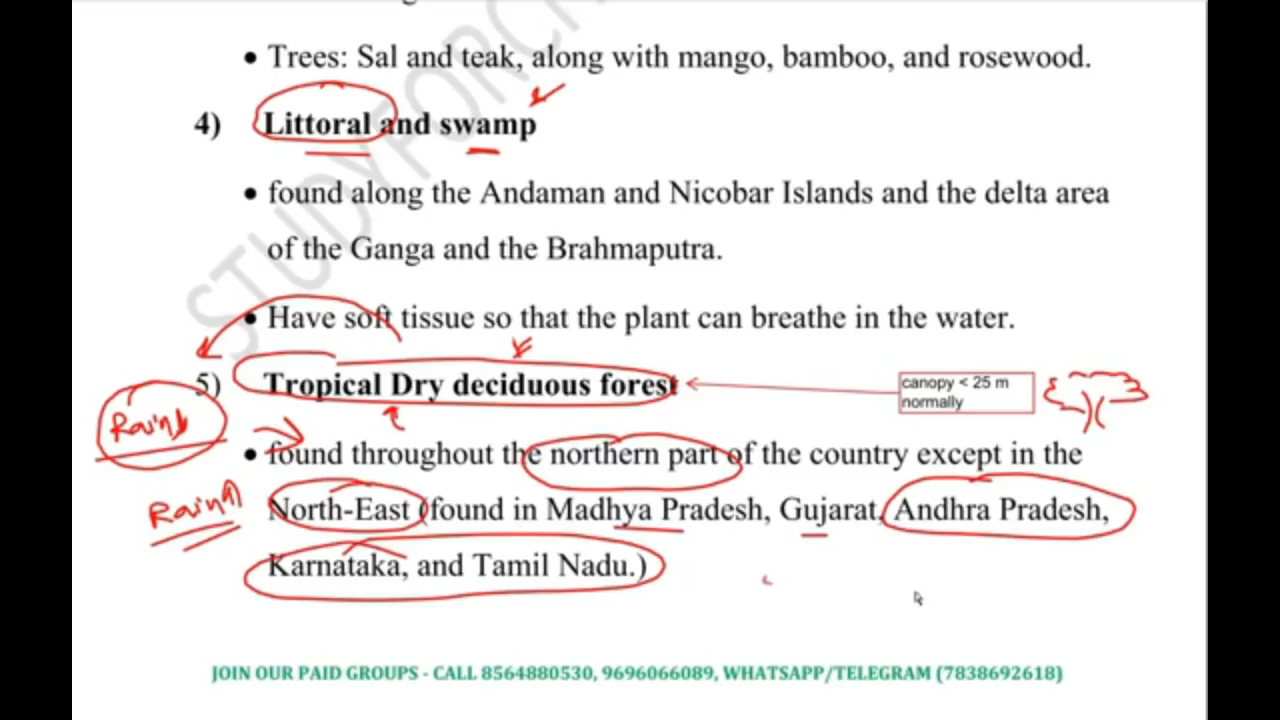 • Trees: Sal and teak, along with mango, bamboo, and rosewood.
4) Littoral and swamp
• found along the Andaman and Nicobar Islands and the delta area
of the Ganga and the Brahmaputra.
• Have soft tissue so that the plant can breathe in the water.
5) Tropical Dry deciduous forest
canopy < 25 m
normally
Rain↓
• found throughout the northern part of the country except in the
Rain↑
North-East (found in Madhya Pradesh, Gujarat, Andhra Pradesh,
Karnataka, and Tamil Nadu.)
JOIN OUR PAID GROUPS - CALL 8564880530, 9696066089, WHATSAPP/TELEGRAM (7838692618)
STUDYFORC